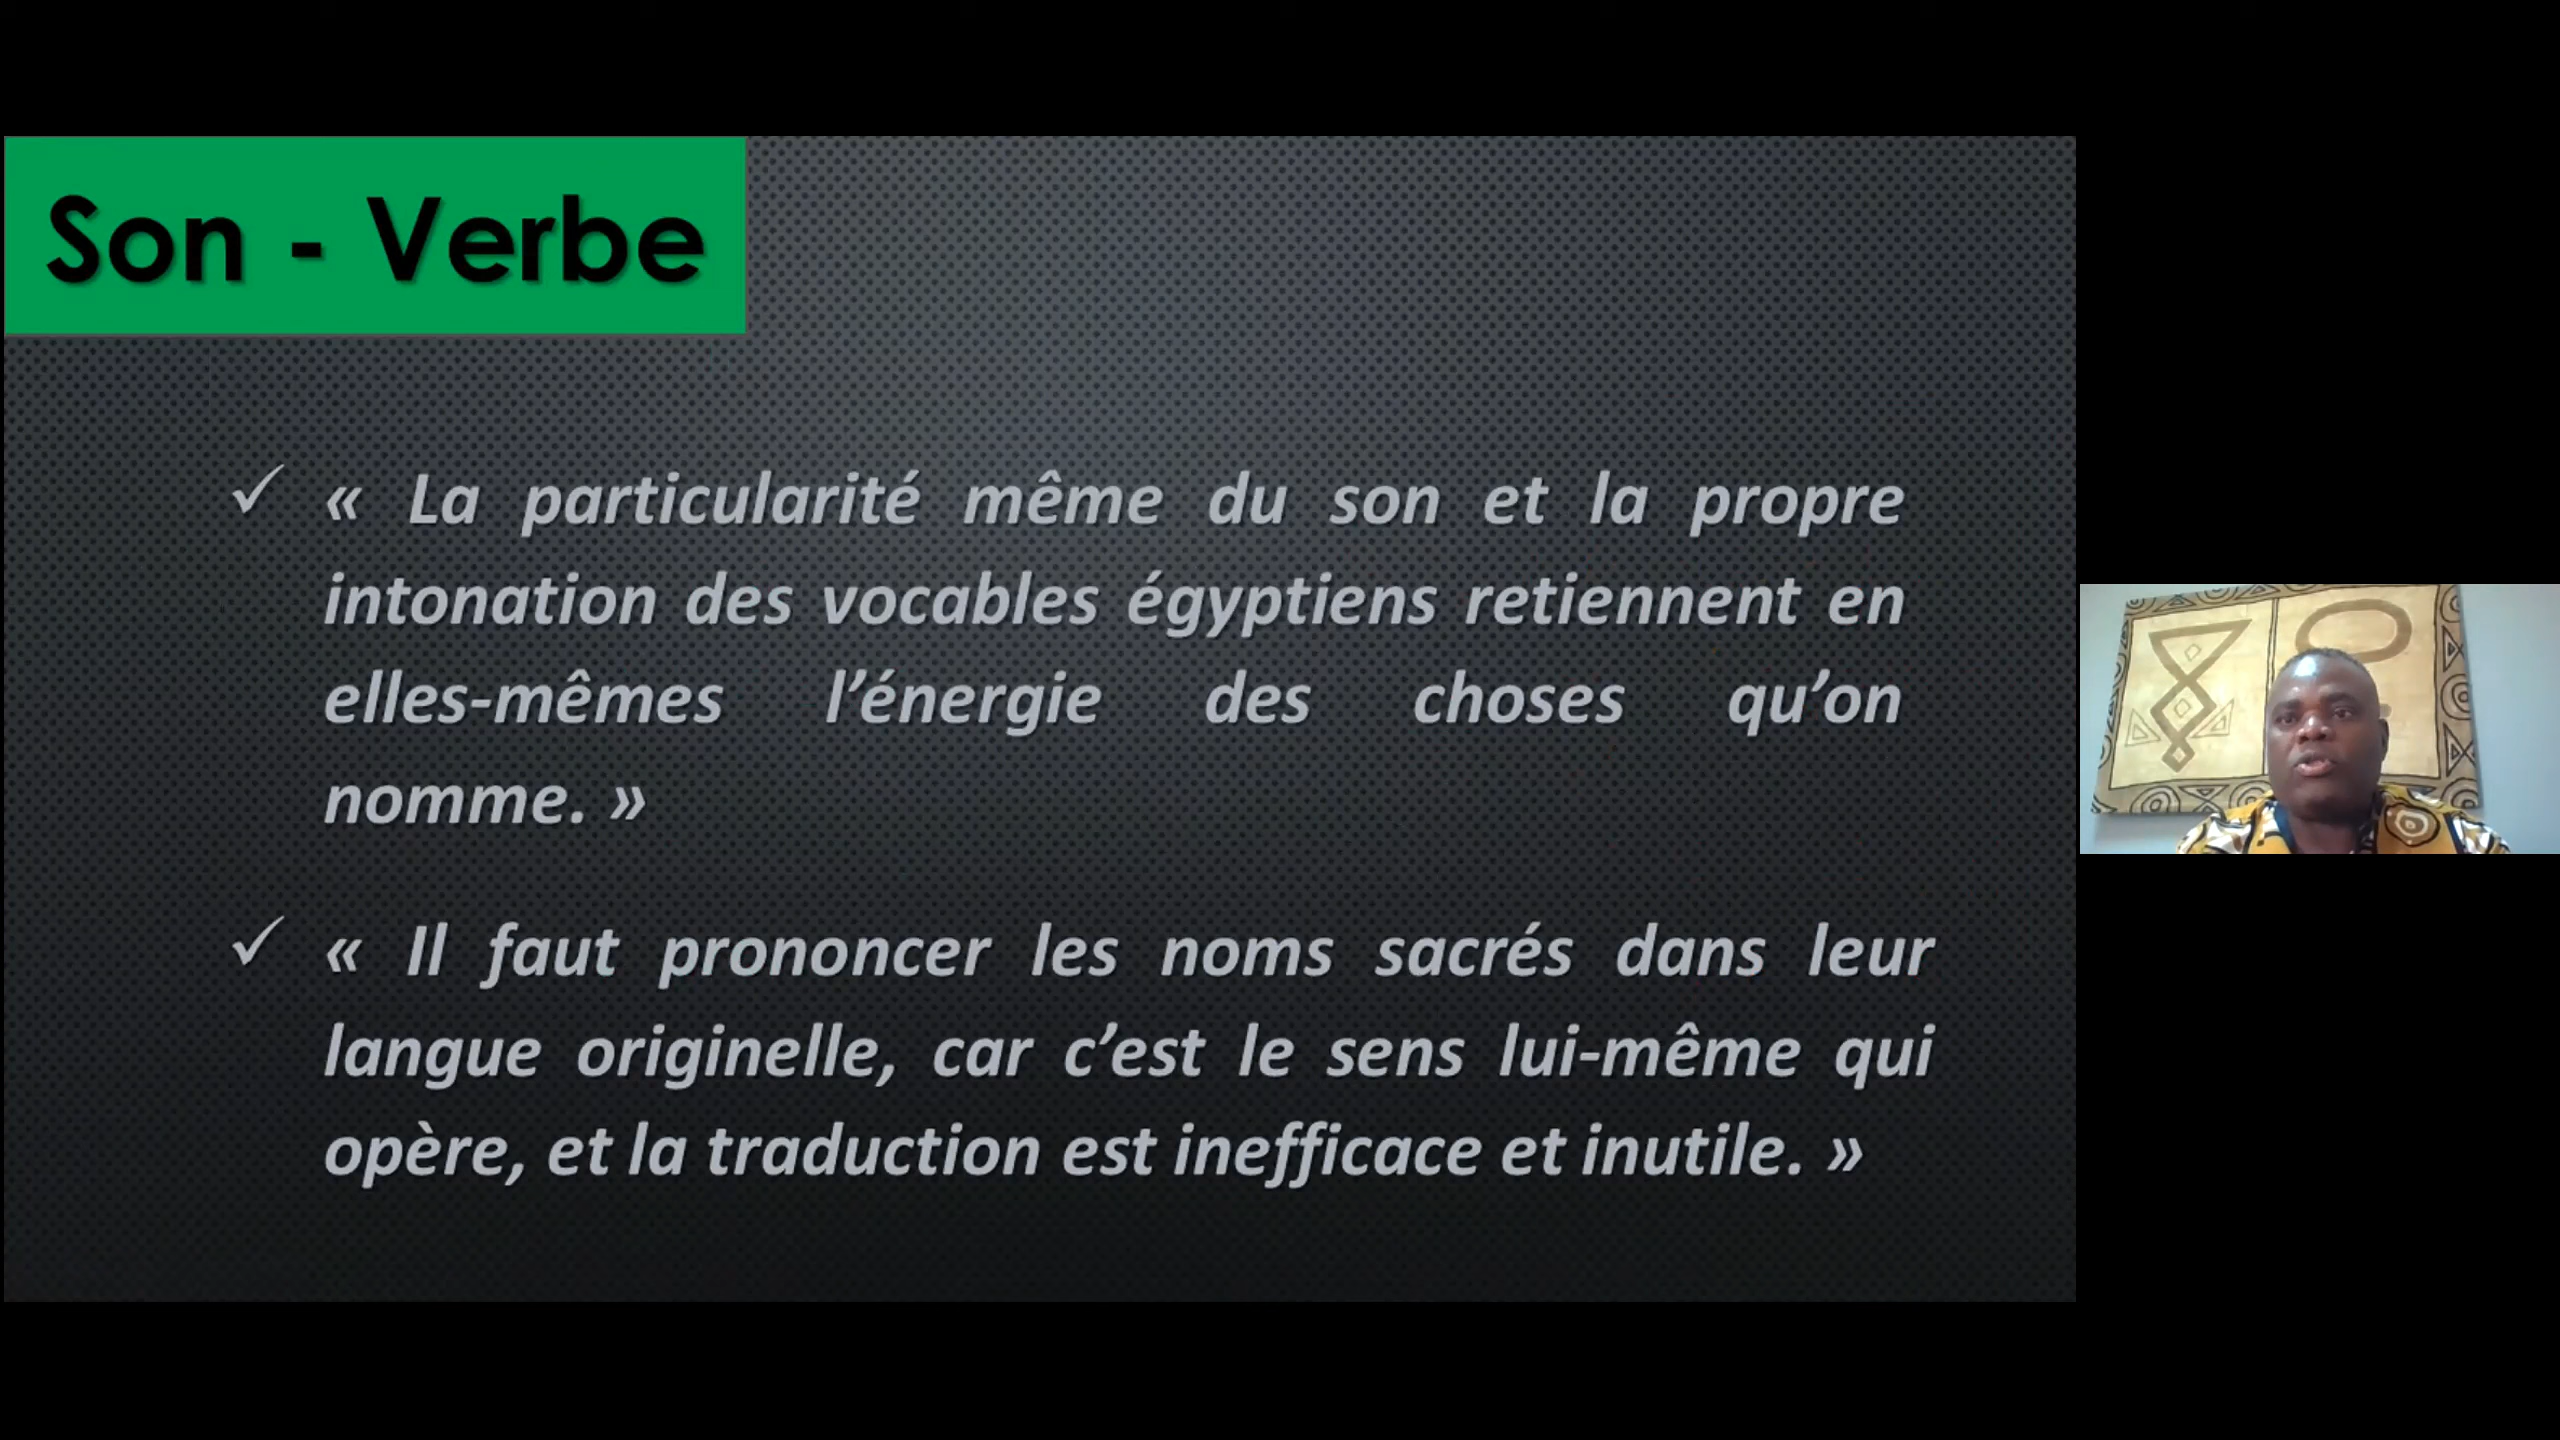 Son - Verbe
✓ « La particularité même du son et la propre
intonation des vocables égyptiens retiennent en
elles-mêmes l’énergie des choses qu’on
nomme. »
✓ « Il faut prononcer les noms sacrés dans leur
langue originelle, car c’est le sens lui-même qui
opère, et la traduction est inefficace et inutile. »